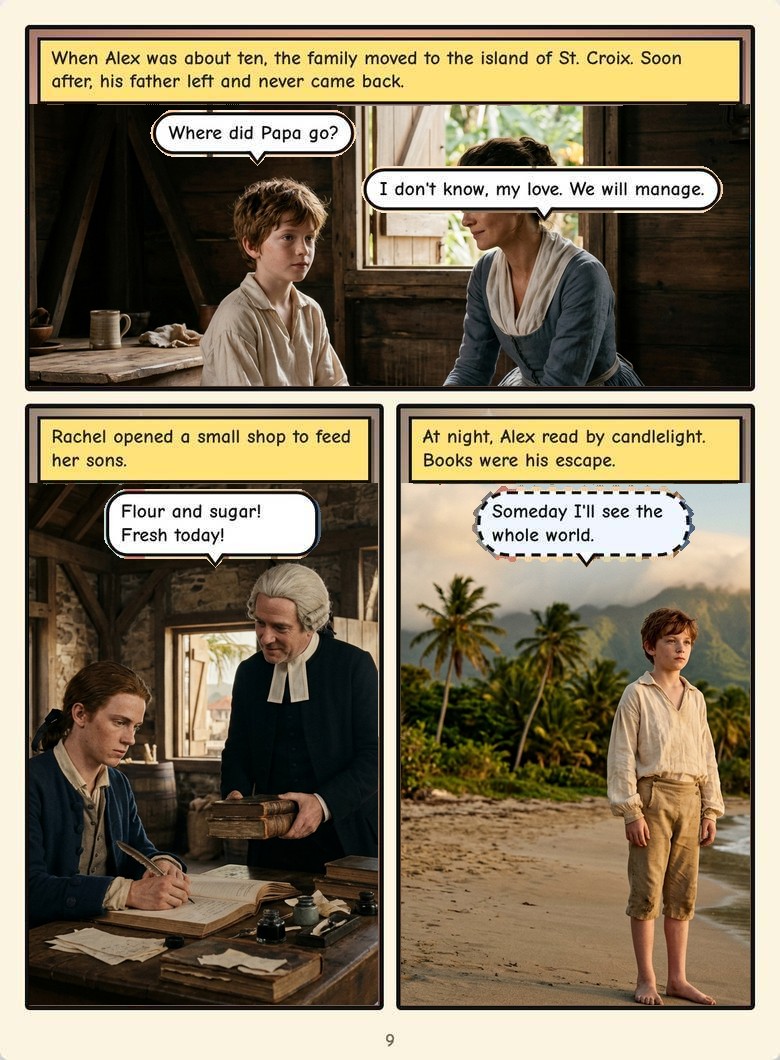 When Alex was about ten, the family moved to the island of St. Croix. Soon
after, his father left and never came back.
Where did Papa go?
I don't know, my love. We will manage.
Rachel opened a small shop to feed
her sons.
Flour and sugar!
Fresh today!
At night, Alex read by candlelight.
Books were his escape.
Someday I'll see the
whole world.
9